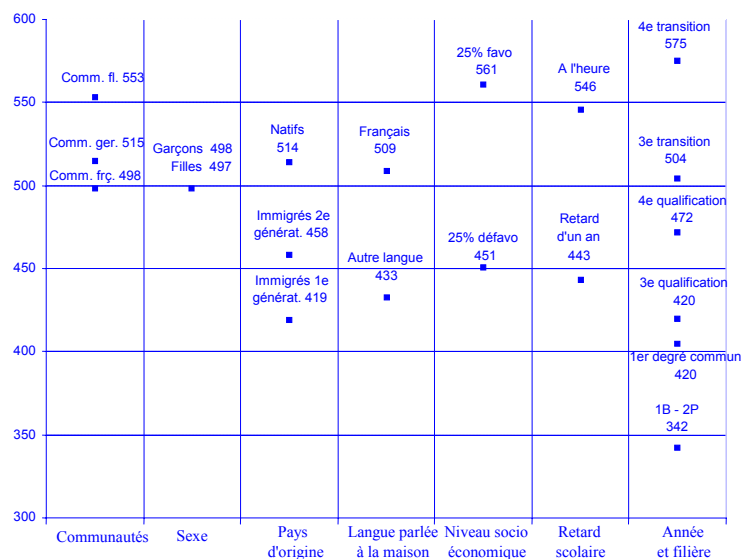 600
550
500
450
400
350
300
Comm. fl. 553
Comm. ger. 515
Comm. frç. 498
Garçons 498
Filles 497
Natifs
514
Immigrés 2e
générat. 458
Immigrés 1e
générat. 419
Français
509
Autre langue
433
25% favo
561
25% défavo
451
A l'heure
546
Retard
d'un an
443
4e transition
575
3e transition
504
4e qualification
472
3e qualification
420
1er degré commun
420
1B - 2P
342
Communautés
Sexe
Pays
d'origine
Langue parlée
à la maison
Niveau socio
économique
Retard
scolaire
Année
et filière